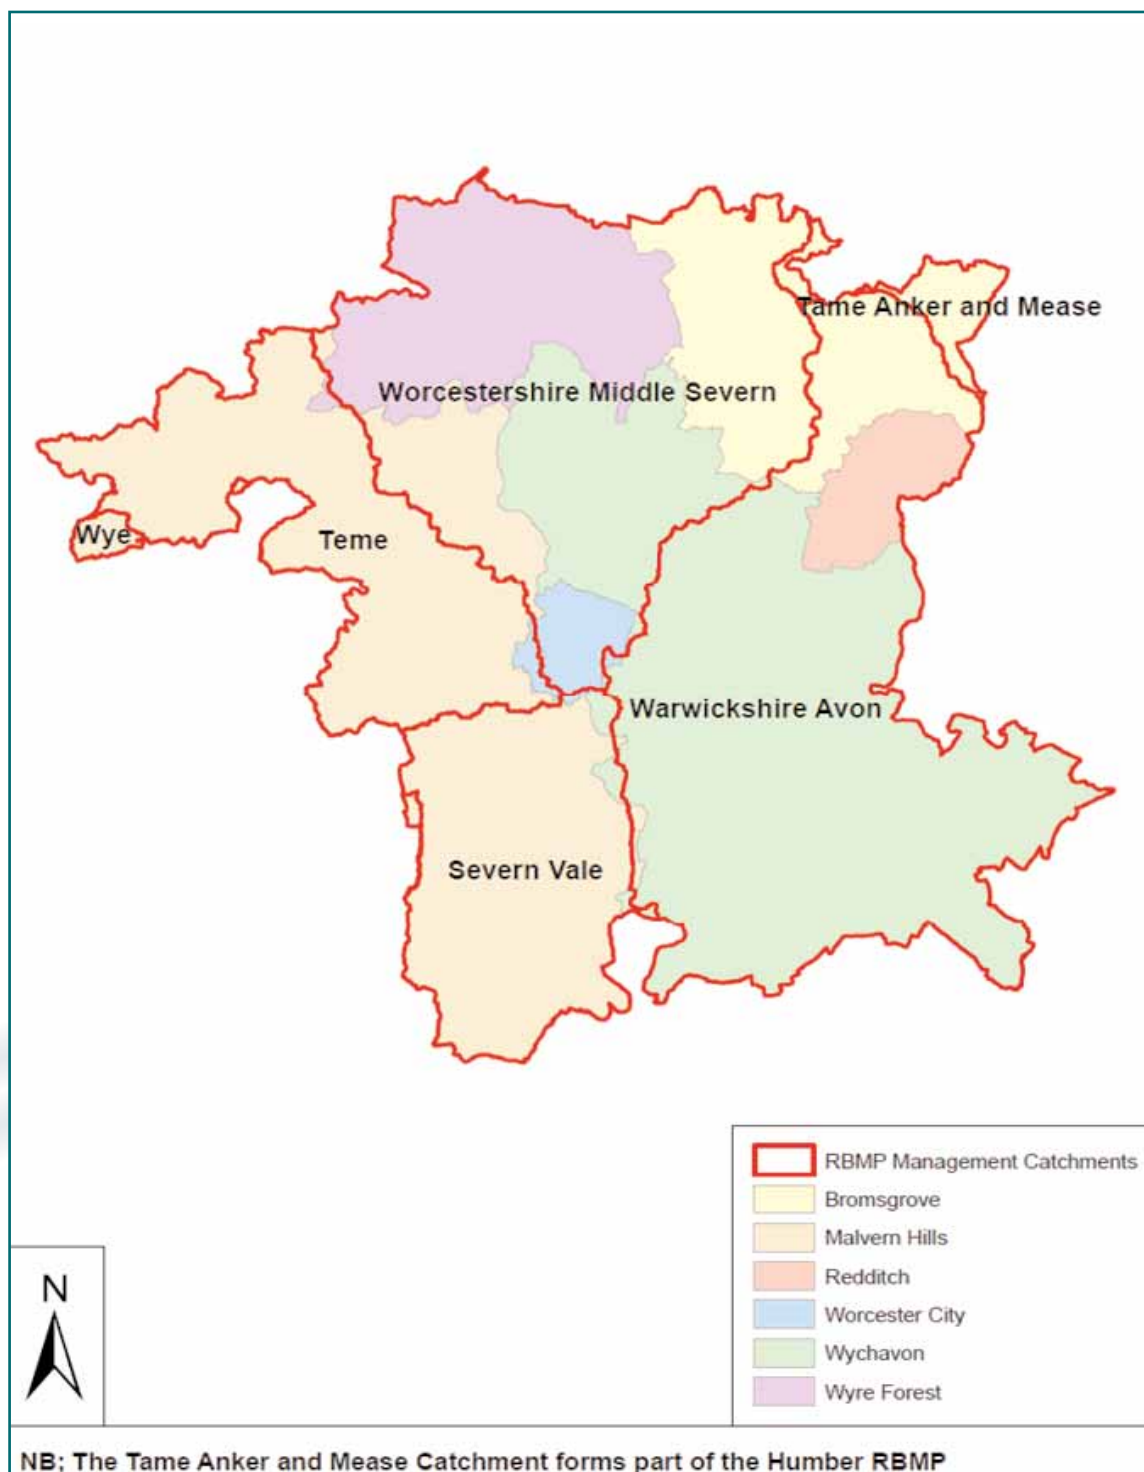 Tame Anker and Mease
Worcestershire Middle Severn
Wye
Teme
Warwickshire Avon
Severn Vale
RBMP Management Catchments
Bromsgrove
Malvern Hills
Redditch
Worcester City
Wychavon
Wyre Forest
N
NB; The Tame Anker and Mease Catchment forms part of the Humber RBMP